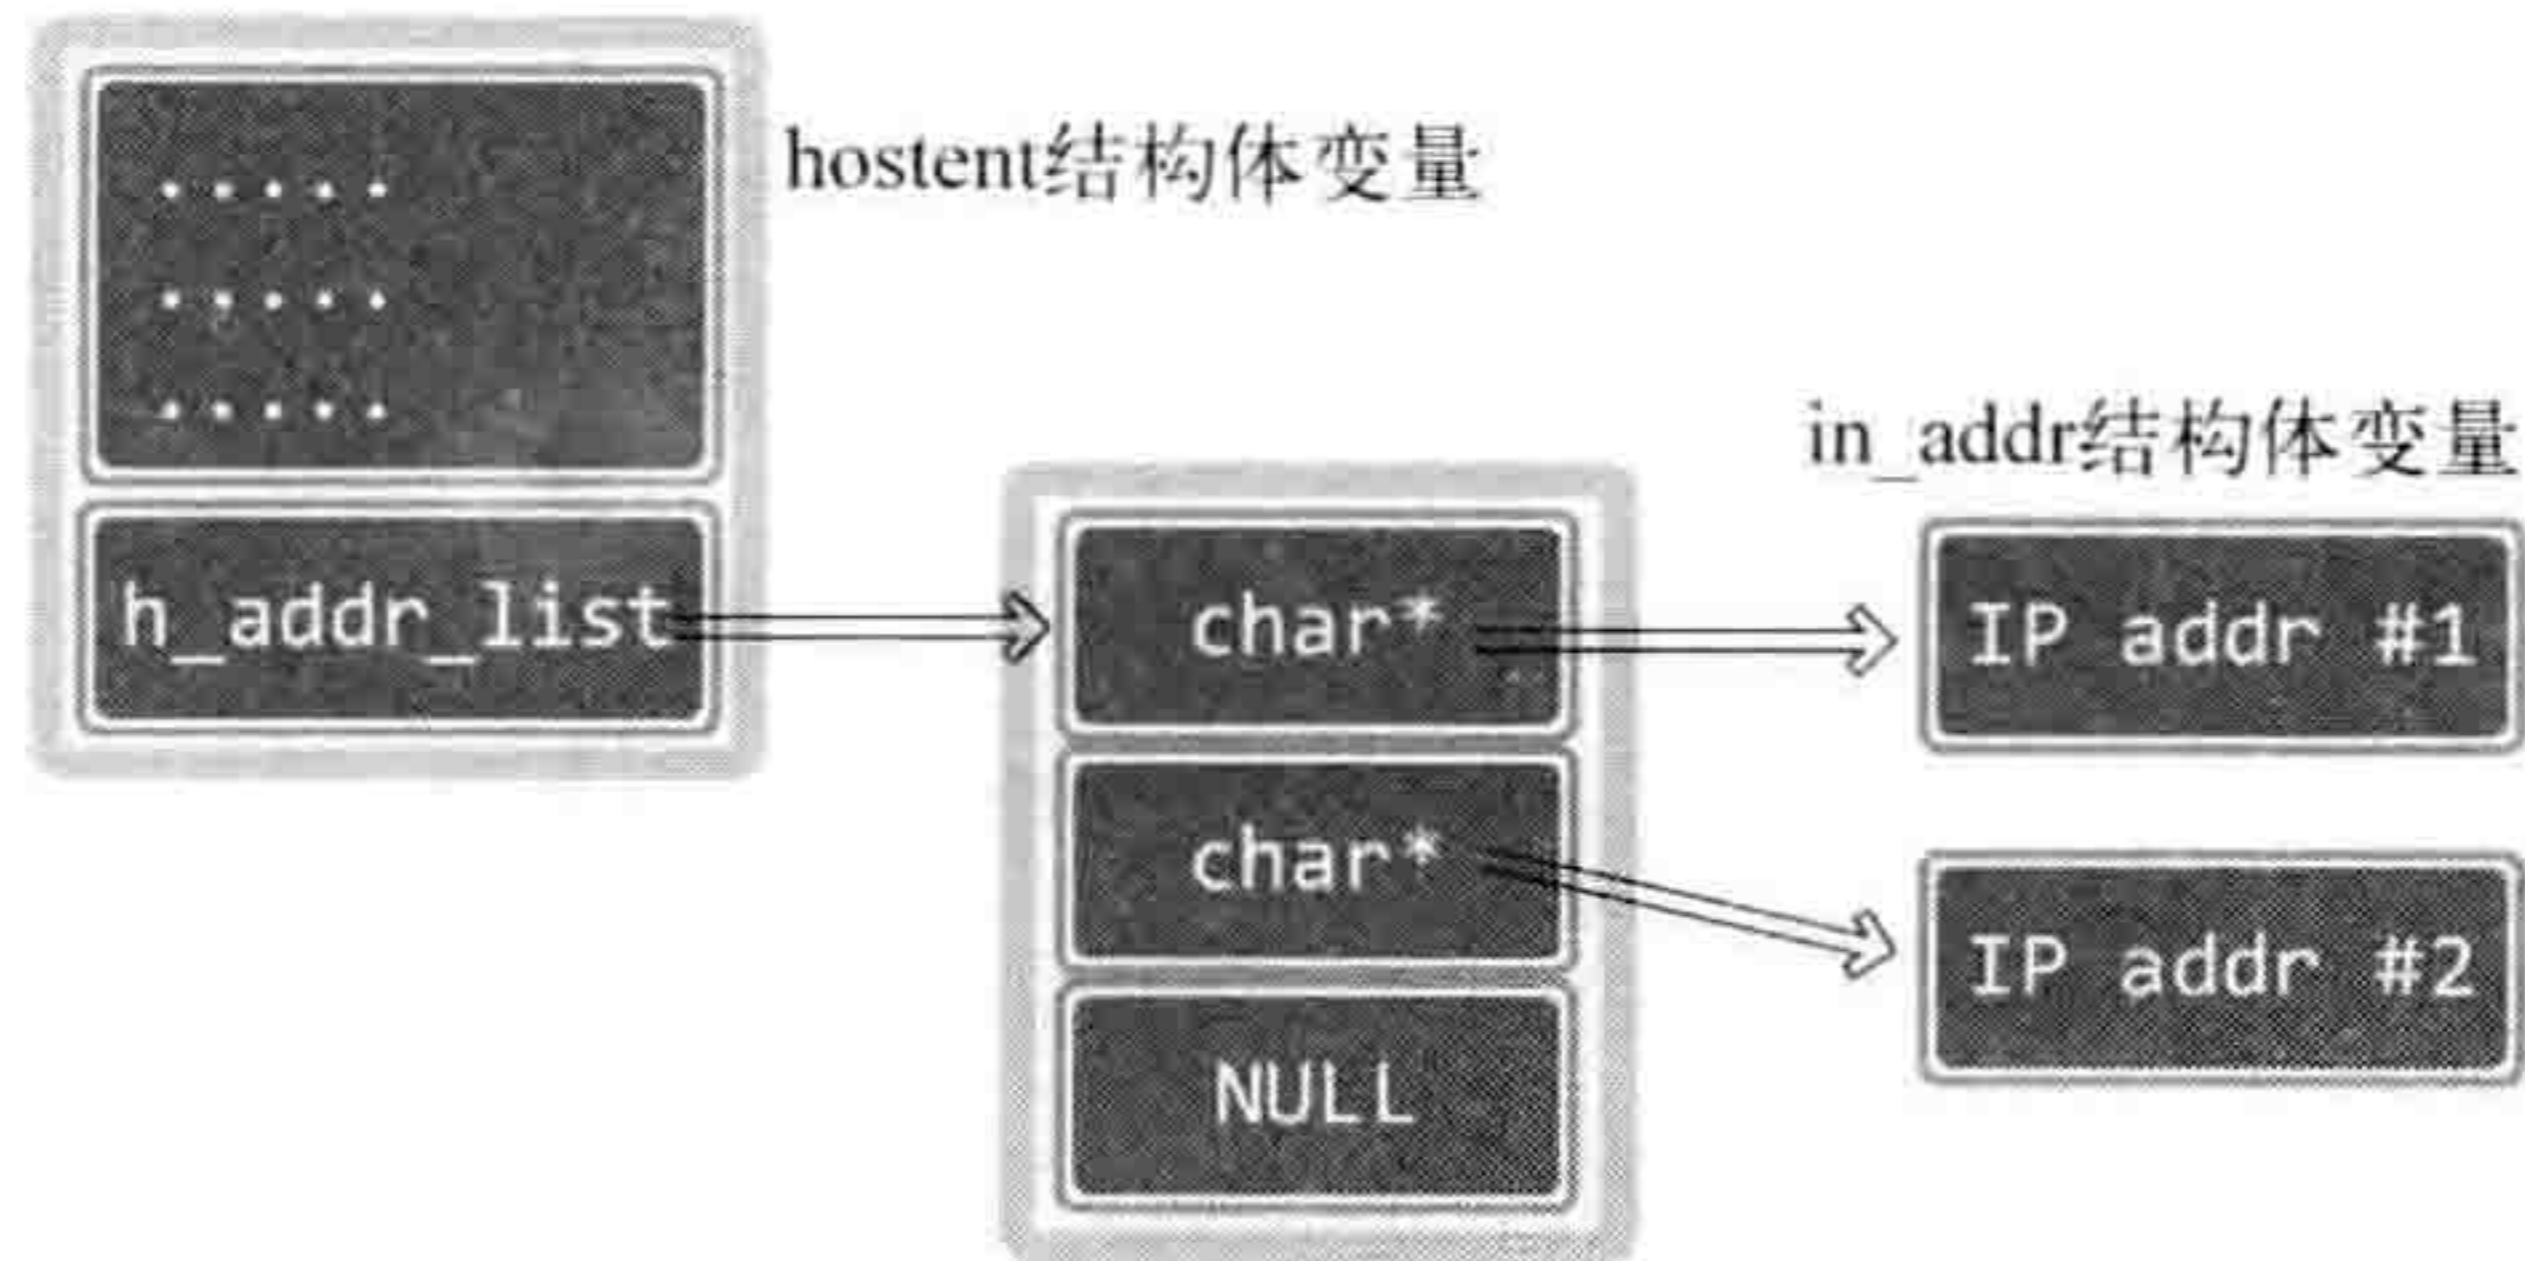 hostent结构体变量
h_addr_list
char*
char*
NULL
in_addr结构体变量
IP addr #1
IP addr #2